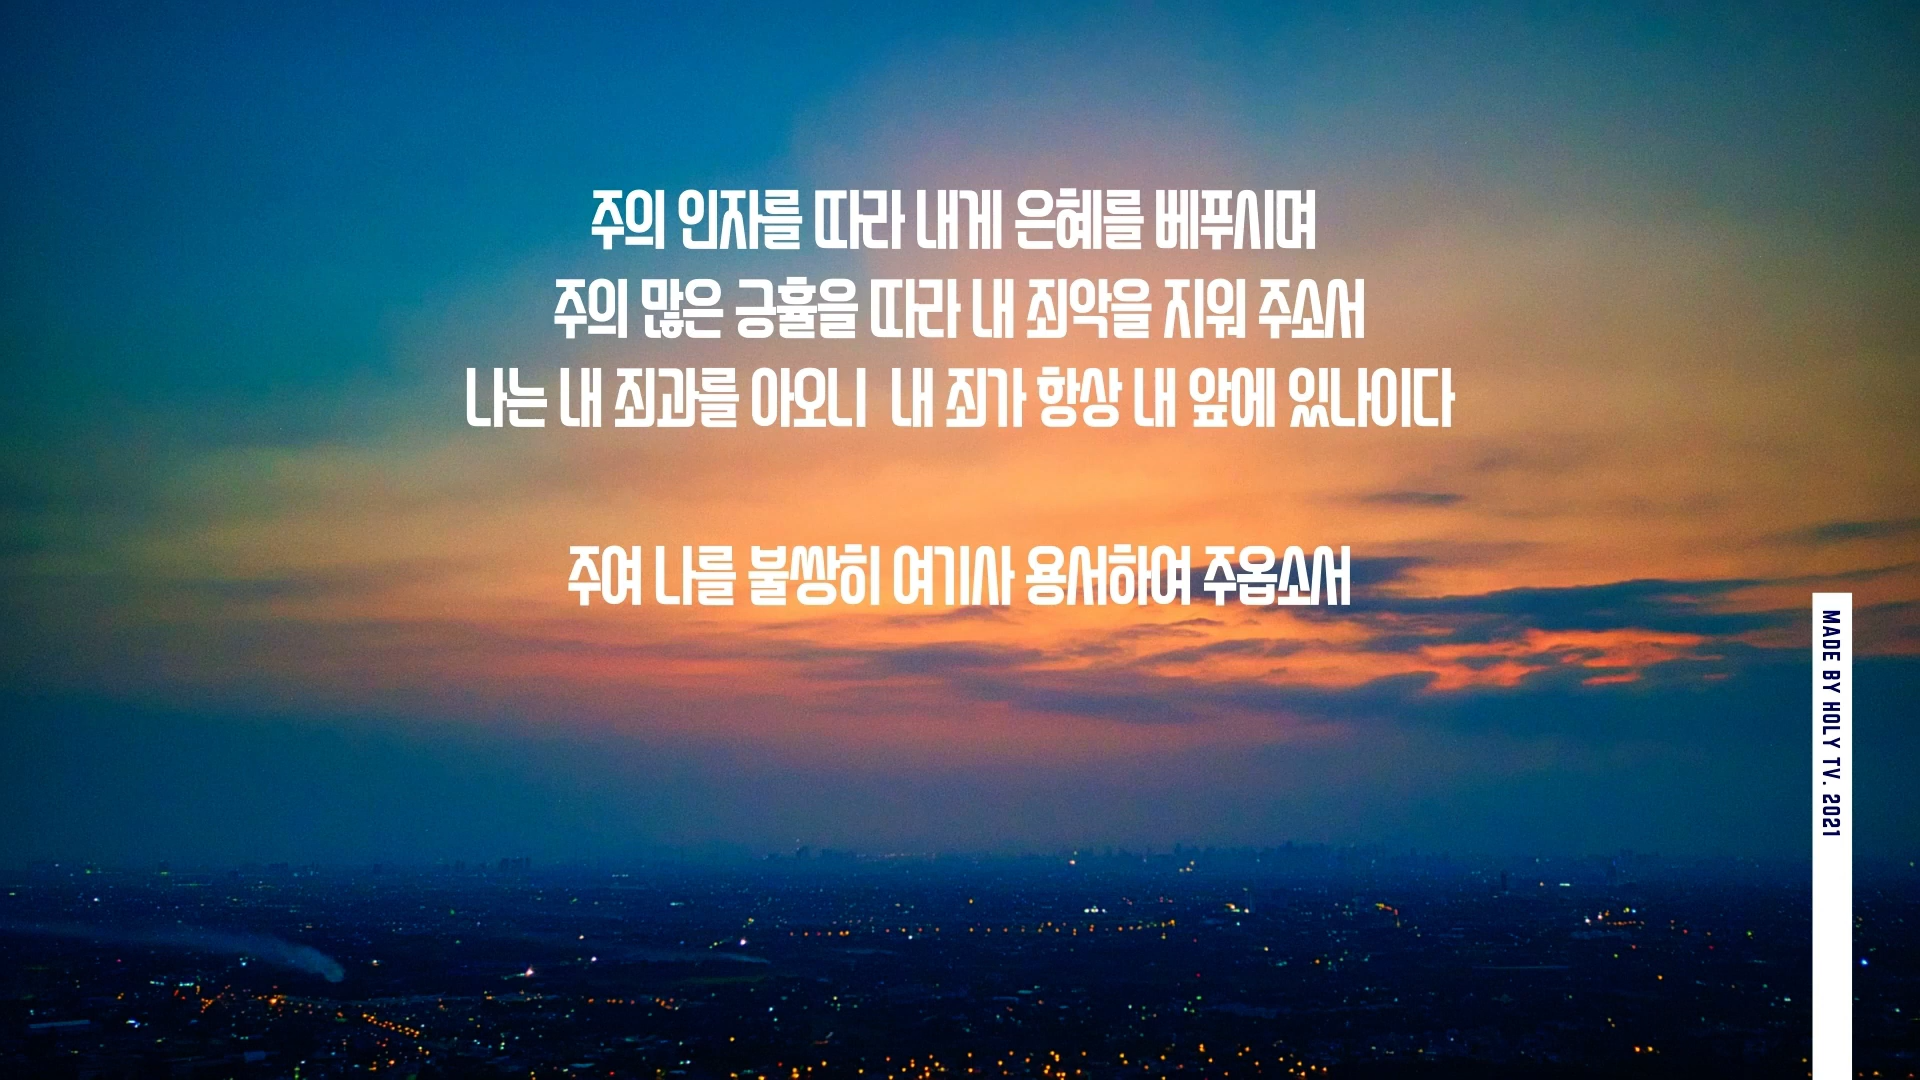 주의 인자를 따라 내게 은혜를 베푸시며
주의 많은 긍휼을 따라 내 죄악을 지워 주소서
나는 내 죄과를 아오니 내 죄가 항상 내 앞에 있나이다
주여 나를 불쌍히 여기사 용서하여 주옵소서
MADE BY HOLY TV. 2021